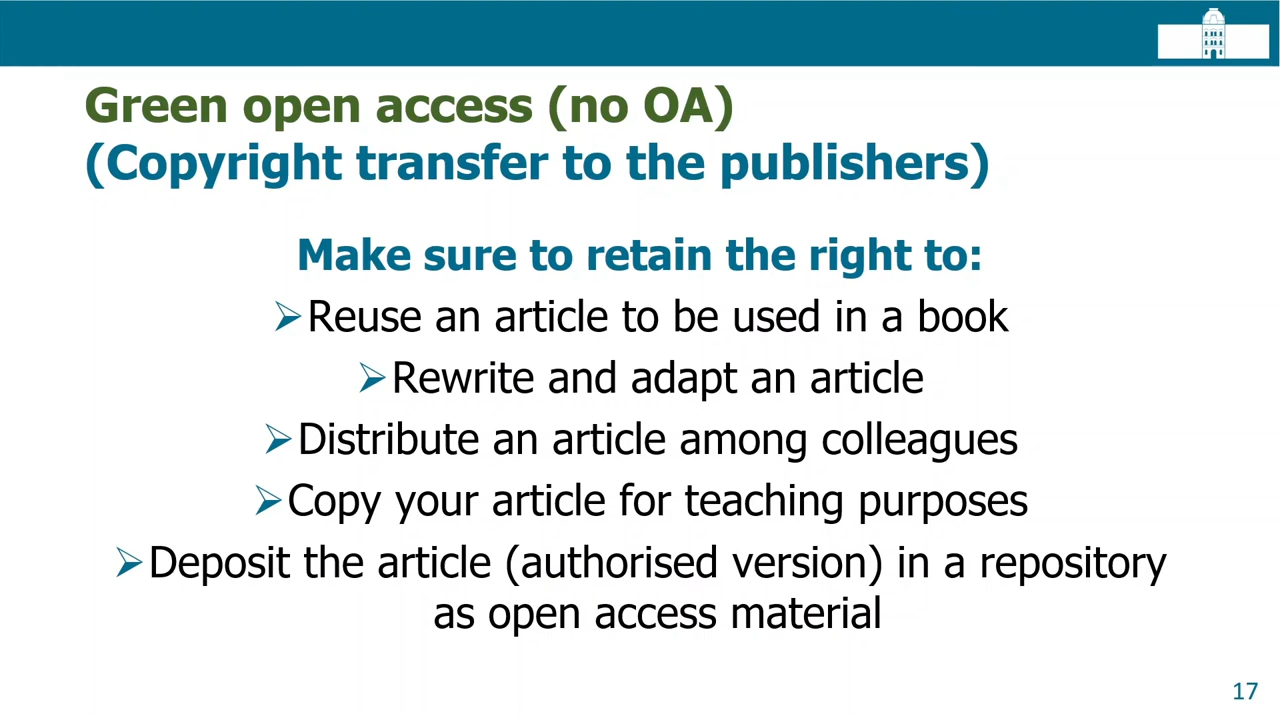 Green open access (no OA)
(Copyright transfer to the publishers)
Make sure to retain the right to:
➢Reuse an article to be used in a book
➢Rewrite and adapt an article
➢Distribute an article among colleagues
➢Copy your article for teaching purposes
➢Deposit the article (authorised version) in a repository
as open access material
17